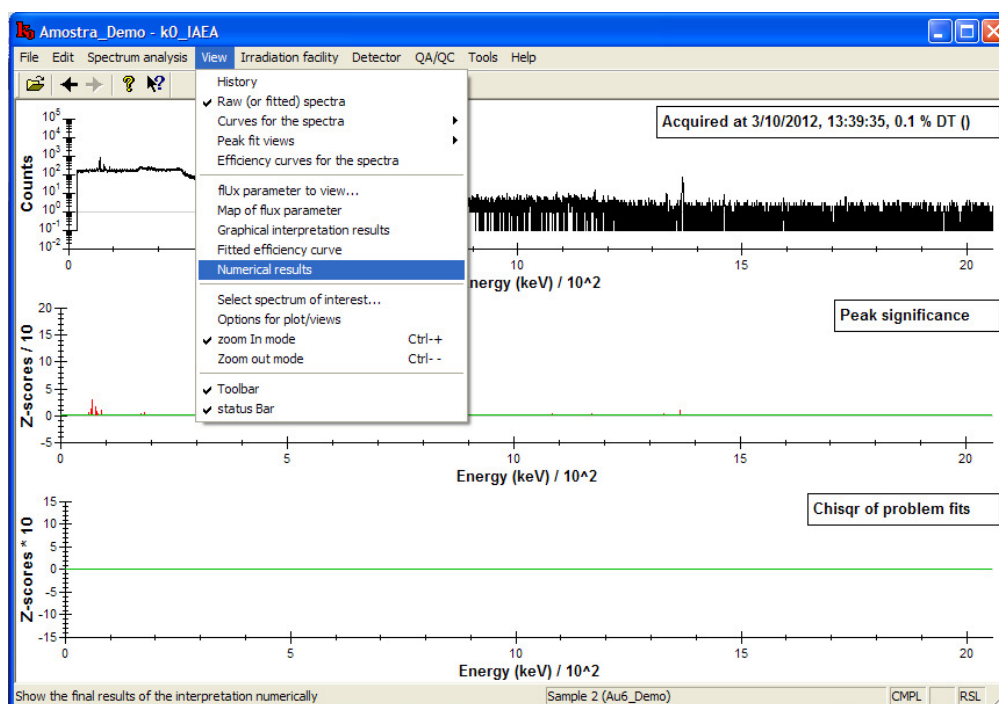 Amostra_Demo - k0_IAEA
File Edit Spectrum analysis View Irradiation facility Detector QA/QC Tools Help
History
Raw (or fitted) spectra
Curves for the spectra
Peak fit views
Efficiency curves for the spectra
flUx parameter to view...
Map of flux parameter
Graphical interpretation results
Fitted efficiency curve
Numerical results
Select spectrum of interest...
Options for plot/views
zoom In mode Ctrl-+
Zoom out mode Ctrl--
Toolbar
status Bar
Acquired at 3/10/2012, 13:39:35, 0.1 % DT ()
Counts
10^5
10^4
10^3
10^2
10^1
10^0
10^-1
10^-2
0 10 15 20
nergy (keV) / 10^2
Peak significance
Z-scores / 10
20
15
10
5
0
-5
0 5 10 15 20
Energy (keV) / 10^2
Chisqr of problem fits
Z-scores * 10
15
10
5
0
-5
-10
-15
0 5 10 15 20
Energy (keV) / 10^2
Show the final results of the interpretation numerically Sample 2 (Au6_Demo) CMPL RSL